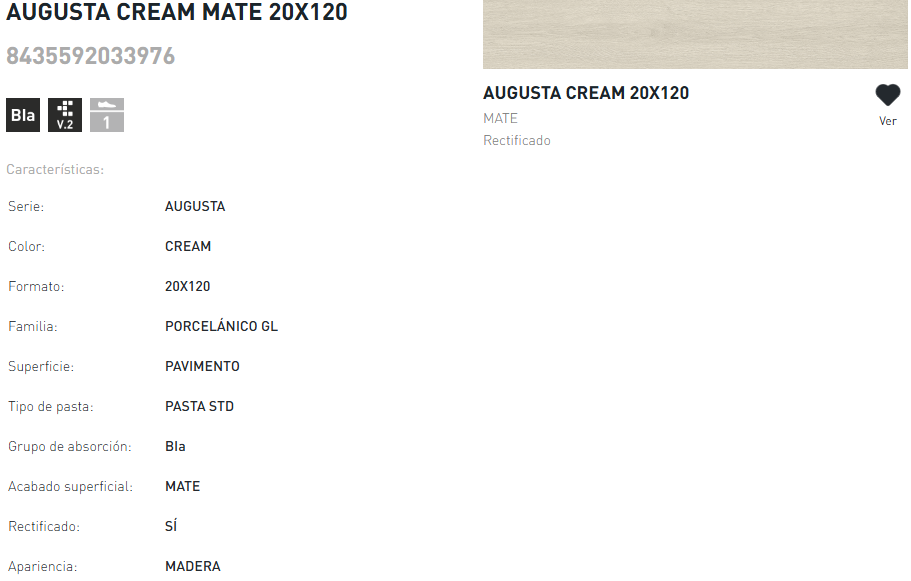 AUGUSTA CREAM MATE 20X120
8435592033976
BIa
V.2
1
Características:
Serie: AUGUSTA
Color: CREAM
Formato: 20X120
Familia: PORCELÁNICO GL
Superficie: PAVIMENTO
Tipo de pasta: PASTA STD
Grupo de absorción: BIa
Acabado superficial: MATE
Rectificado: SÍ
Apariencia: MADERA
AUGUSTA CREAM 20X120
MATE
Rectificado
Ver